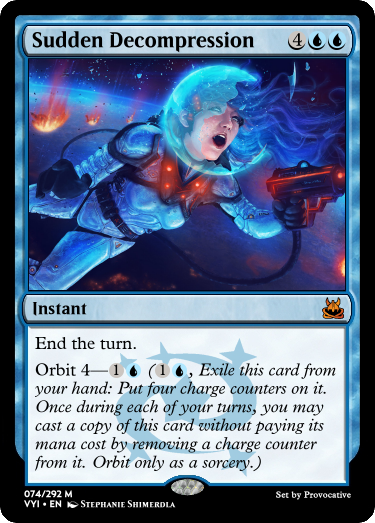 Sudden Decompression 4
Instant
End the turn.
Orbit 4—1 (1, Exile this card from
your hand: Put four charge counters on it.
Once during each of your turns, you may
cast a copy of this card without paying its
mana cost by removing a charge counter
from it. Orbit only as a sorcery.)
074/292 M
VYI • EN Stephanie Shimerdla
Set by Provocative